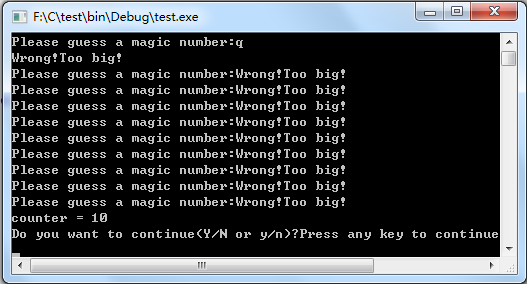 F:\C\test\bin\Debug\test.exe
Please guess a magic number:q
Wrong!Too big!
Please guess a magic number:Wrong!Too big!
Please guess a magic number:Wrong!Too big!
Please guess a magic number:Wrong!Too big!
Please guess a magic number:Wrong!Too big!
Please guess a magic number:Wrong!Too big!
Please guess a magic number:Wrong!Too big!
Please guess a magic number:Wrong!Too big!
Please guess a magic number:Wrong!Too big!
Please guess a magic number:Wrong!Too big!
counter = 10
Do you want to continue(Y/N or y/n)?Press any key to continue